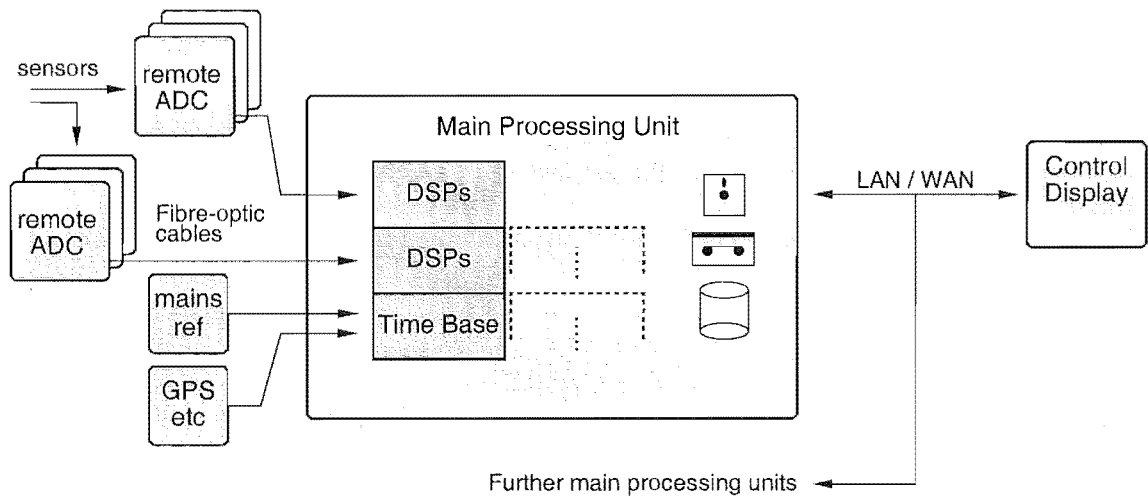 sensors
remote
ADC
remote
ADC
Fibre-optic
cables
mains
ref
GPS
etc
Main Processing Unit
DSPs
DSPs
Time Base
LAN / WAN
Control
Display
Further main processing units